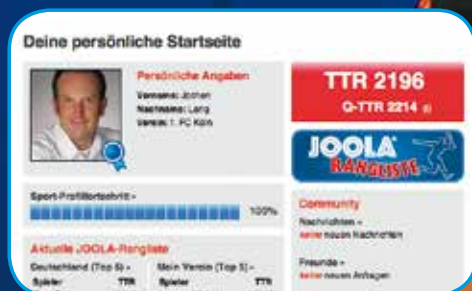 Deine persönliche Startseite
Persönliche Angaben
Vorname: Jochen
Nachname: Lang
Verein: 1. FC Köln
TTR 2196
Q-TTR 2214
JOOLA
RANGLISTE
Sport-Profilfortschritt »
100%
Community
Nachrichten »
keine neuen Nachrichten
Freunde »
keine neuen Anfragen
Aktuelle JOOLA-Rangliste
Deutschland (Top 5) »
Mein Verein (Top 5) »
Spieler TTR
Spieler TTR